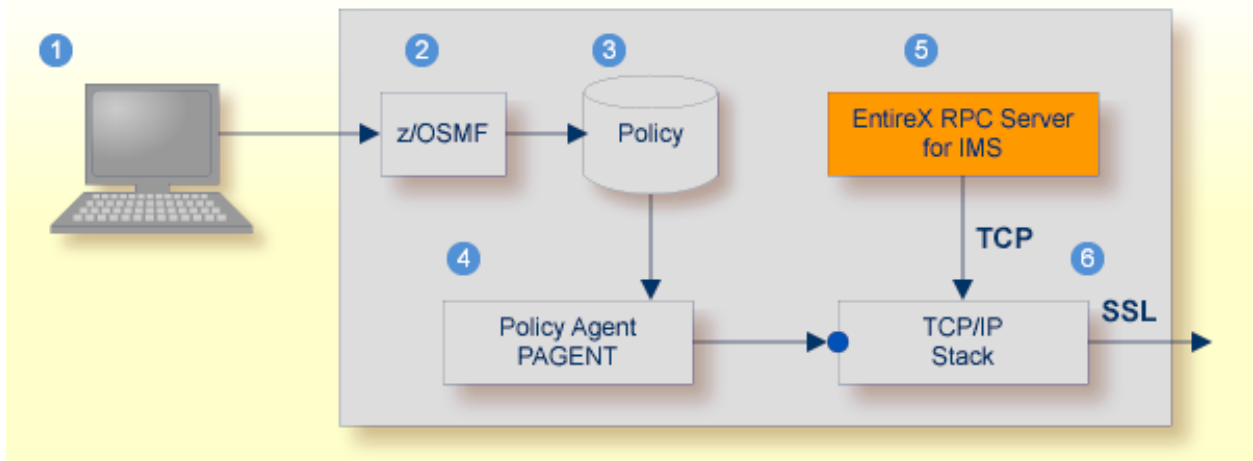 1
2
3
5
z/OSMF
Policy
EntireX RPC Server
for IMS
TCP
4
6
Policy Agent
PAGENT
TCP/IP
Stack
SSL